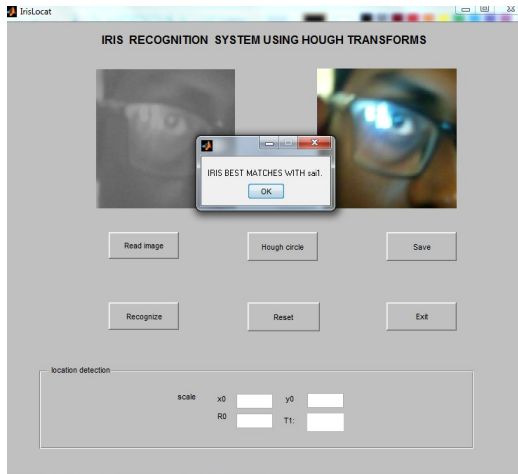 IrisLocat
IRIS RECOGNITION SYSTEM USING HOUGH TRANSFORMS
IRIS BEST MATCHES WITH sai1.
OK
Read image
Hough circle
Save
Recognize
Reset
Exit
location detection
scale x0 y0
R0 T1: